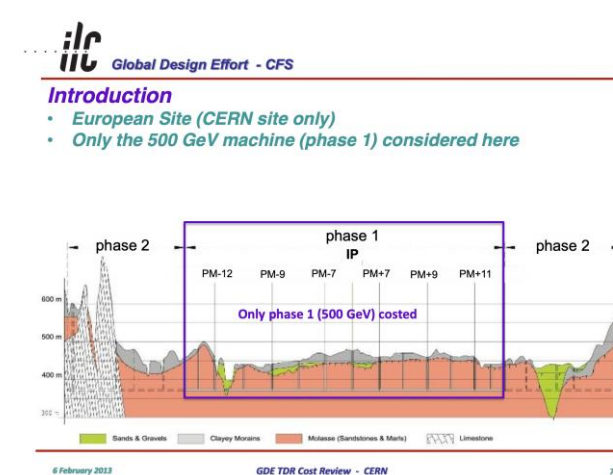 ilc
Global Design Effort - CFS
Introduction
• European Site (CERN site only)
• Only the 500 GeV machine (phase 1) considered here
phase 2
phase 1
phase 2
IP
PM-12 PM-9 PM-7 PM+7 PM+9 PM+11
Only phase 1 (500 GeV) costed
600 m
500 m
400 m
Sands & Gravels Clayey Morains Molasse (Sandstones & Marls) Limestone
6 February 2013 GDE TDR Cost Review - CERN